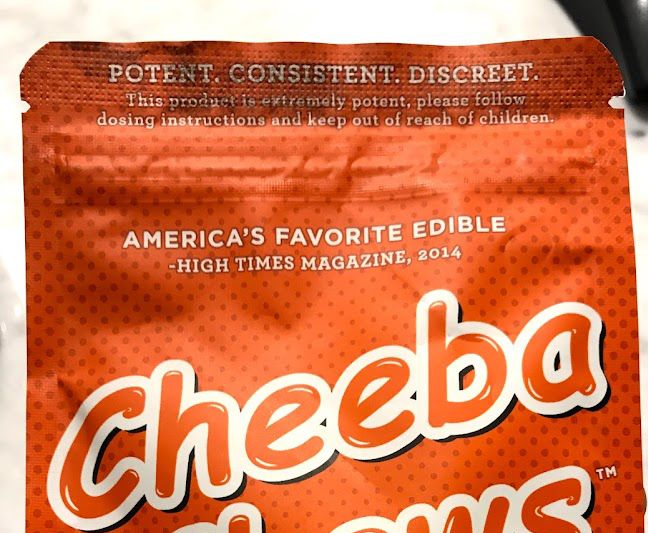 POTENT. CONSISTENT. DISCREET.
This product is extremely potent, please follow
dosing instructions and keep out of reach of children.
AMERICA'S FAVORITE EDIBLE
-HIGH TIMES MAGAZINE, 2014
Cheeba
Chews™